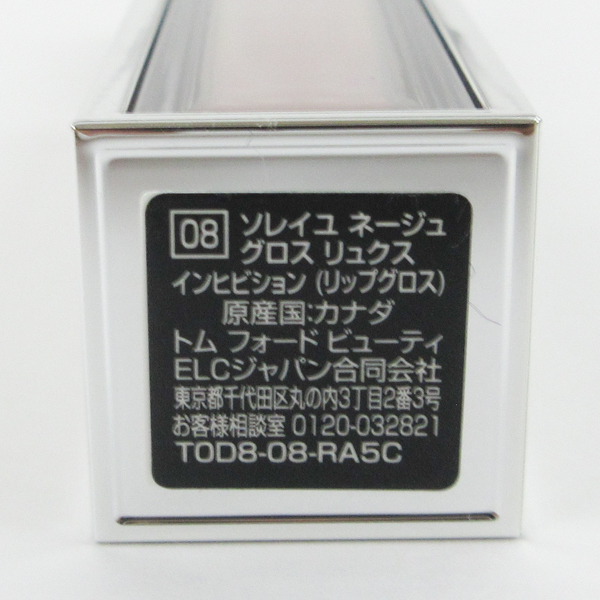 08 ソレイユ ネージュ
グロス リュクス
インヒビション (リップグロス)
原産国:カナダ
トム フォード ビューティ
ELCジャパン合同会社
東京都千代田区丸の内3丁目2番3号
お客様相談室 0120-032821
TOD8-08-RA5C